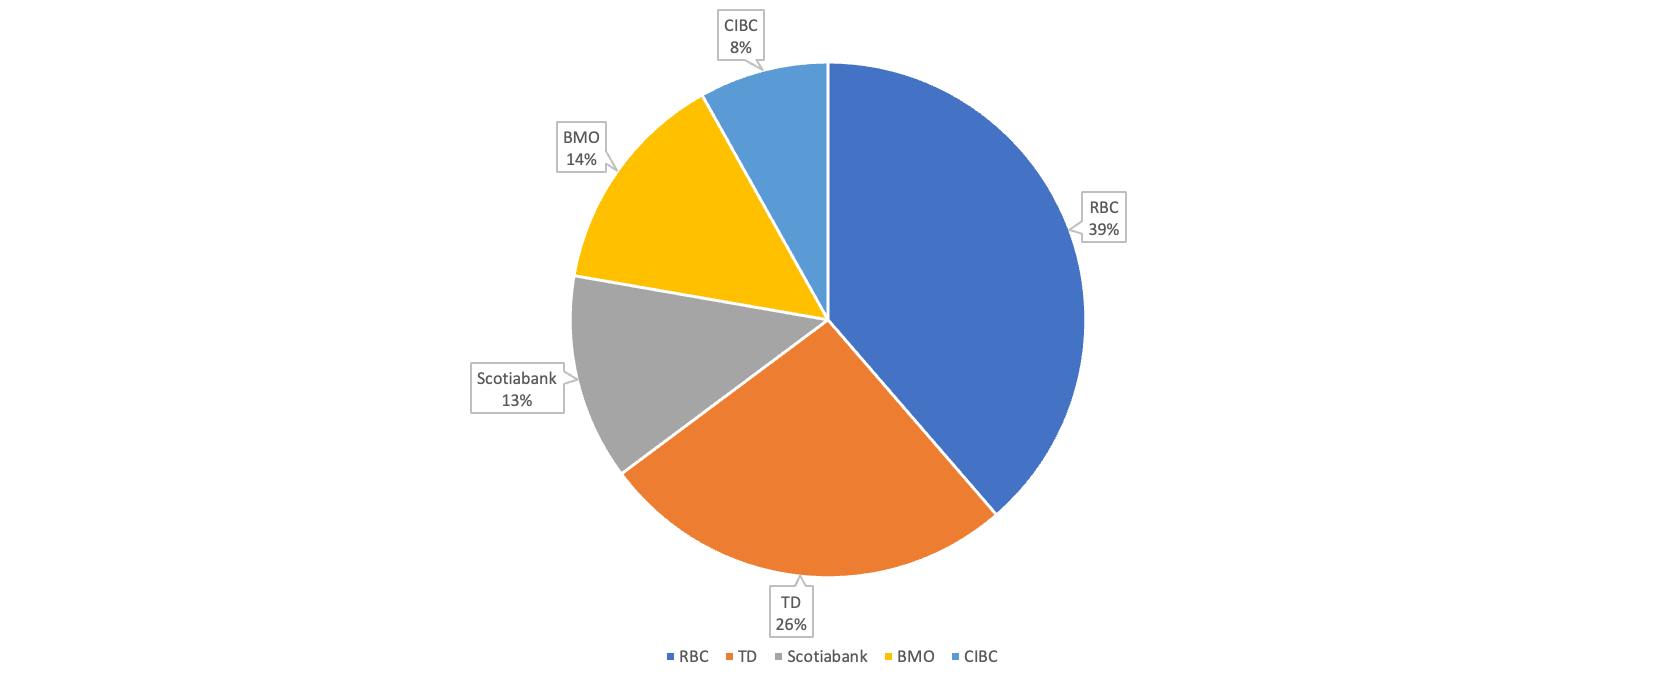 CIBC
8%
BMO
14%
RBC
39%
Scotiabank
13%
TD
26%
RBC TD Scotiabank BMO CIBC